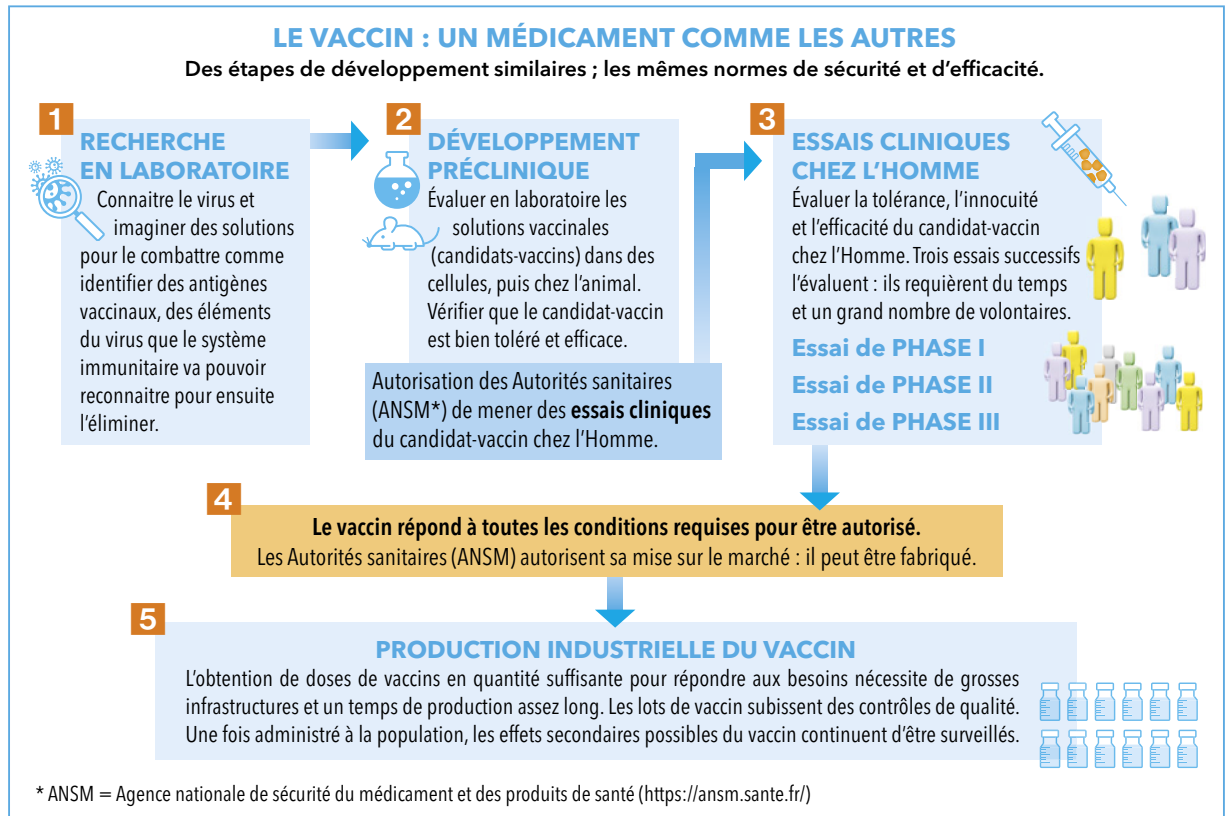 LE VACCIN : UN MÉDICAMENT COMME LES AUTRES
Des étapes de développement similaires ; les mêmes normes de sécurité et d’efficacité.
1
RECHERCHE
EN LABORATOIRE
Connaitre le virus et
imaginer des solutions
pour le combattre comme
identifier des antigènes
vaccinaux, des éléments
du virus que le système
immunitaire va pouvoir
reconnaitre pour ensuite
l’éliminer.
2
DÉVELOPPEMENT
PRÉCLINIQUE
Évaluer en laboratoire les
solutions vaccinales
(candidats-vaccins) dans des
cellules, puis chez l’animal.
Vérifier que le candidat-vaccin
est bien toléré et efficace.
Autorisation des Autorités sanitaires
(ANSM*) de mener des essais cliniques
du candidat-vaccin chez l’Homme.
3
ESSAIS CLINIQUES
CHEZ L’HOMME
Évaluer la tolérance, l’innocuité
et l’efficacité du candidat-vaccin
chez l’Homme. Trois essais successifs
l’évaluent : ils requièrent du temps
et un grand nombre de volontaires.
Essai de PHASE I
Essai de PHASE II
Essai de PHASE III
4
Le vaccin répond à toutes les conditions requises pour être autorisé.
Les Autorités sanitaires (ANSM) autorisent sa mise sur le marché : il peut être fabriqué.
5
PRODUCTION INDUSTRIELLE DU VACCIN
L’obtention de doses de vaccins en quantité suffisante pour répondre aux besoins nécessite de grosses
infrastructures et un temps de production assez long. Les lots de vaccin subissent des contrôles de qualité.
Une fois administré à la population, les effets secondaires possibles du vaccin continuent d’être surveillés.
* ANSM = Agence nationale de sécurité du médicament et des produits de santé (https://ansm.sante.fr/)